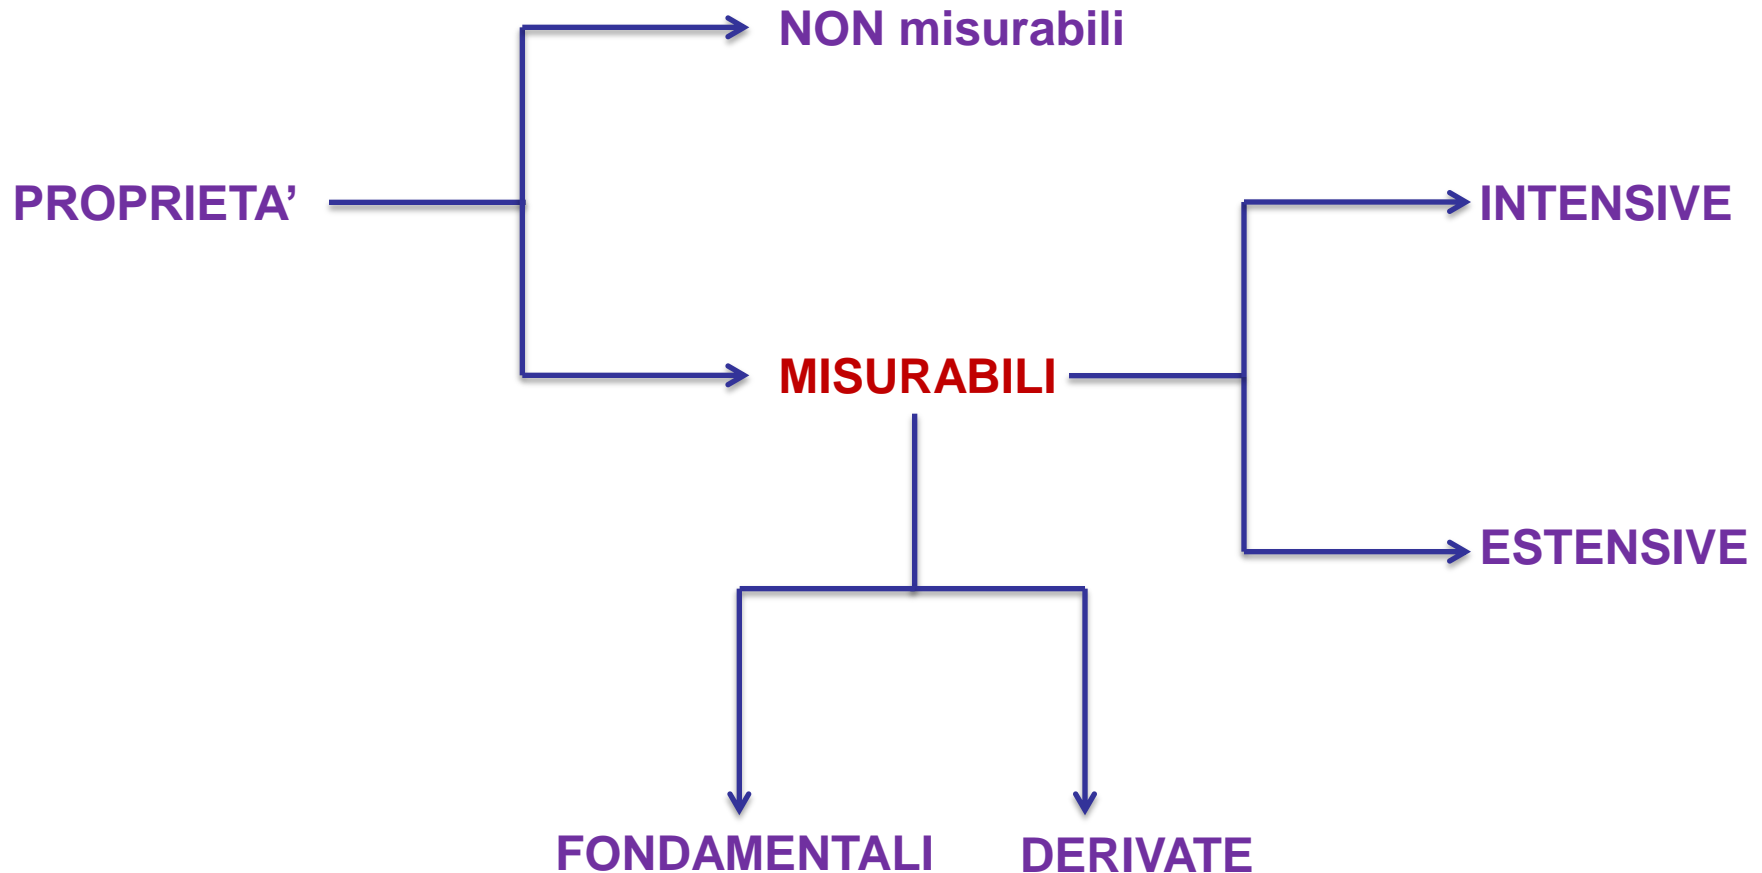 NON misurabili
PROPRIETA’
INTENSIVE
MISURABILI
ESTENSIVE
FONDAMENTALI
DERIVATE